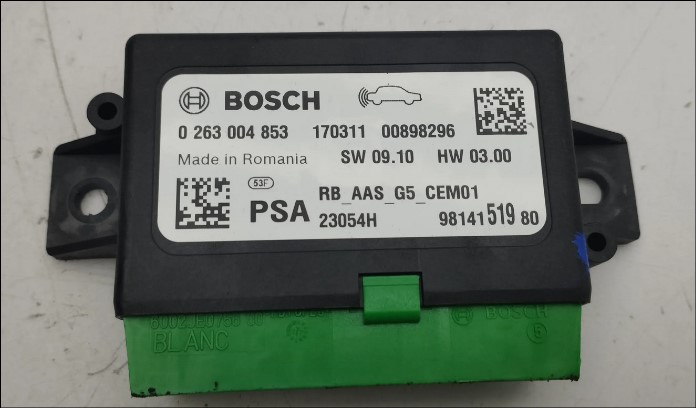 BOSCH
0 263 004 853 170311 00898296
Made in Romania SW 09.10 HW 03.00
53F
PSA RB_AAS_G5_CEM01
23054H 98141 519 80
BOSCH
BLANC